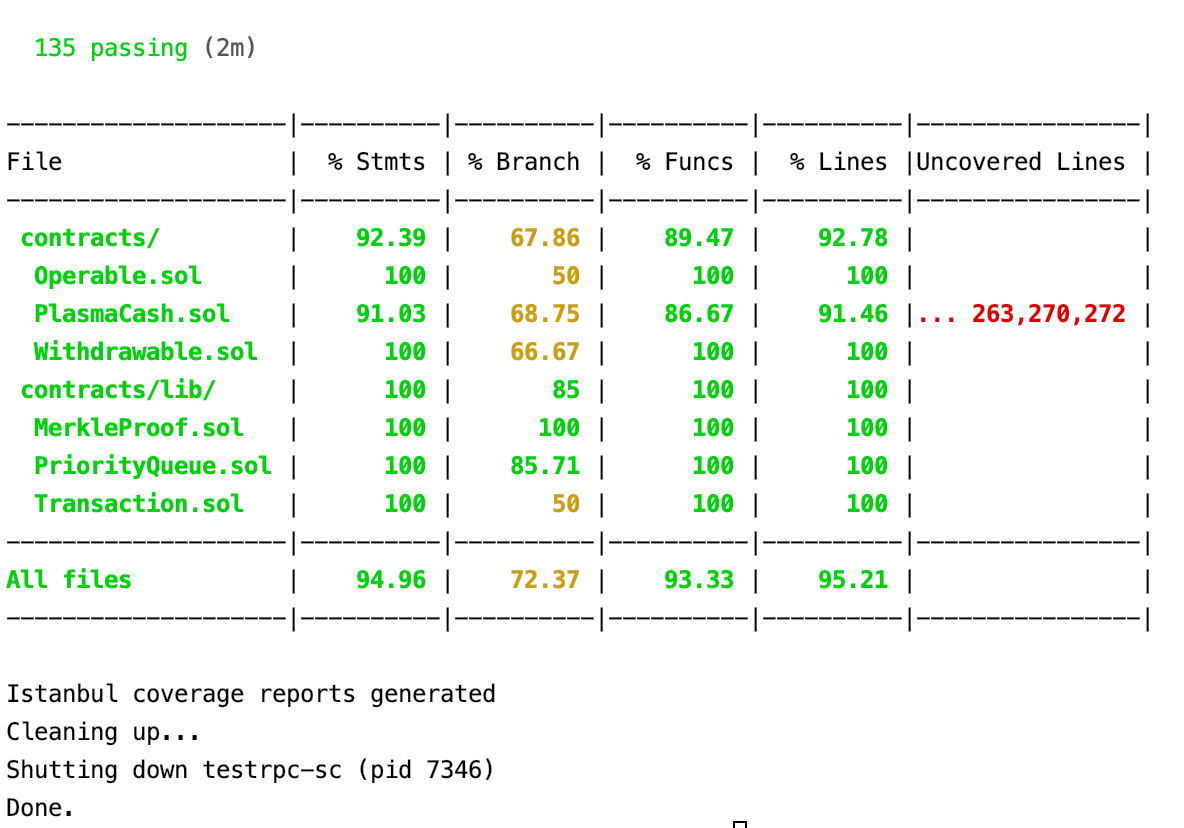 135 passing (2m)
--------------------|----------|----------|----------|----------|----------------|
File                |  % Stmts | % Branch |  % Funcs |  % Lines |Uncovered Lines |
--------------------|----------|----------|----------|----------|----------------|
 contracts/         |    92.39 |    67.86 |    89.47 |    92.78 |                |
  Operable.sol      |      100 |       50 |      100 |      100 |                |
  PlasmaCash.sol    |    91.03 |    68.75 |    86.67 |    91.46 |... 263,270,272 |
  Withdrawable.sol  |      100 |    66.67 |      100 |      100 |                |
 contracts/lib/     |      100 |       85 |      100 |      100 |                |
  MerkleProof.sol   |      100 |      100 |      100 |      100 |                |
  PriorityQueue.sol |      100 |    85.71 |      100 |      100 |                |
  Transaction.sol   |      100 |       50 |      100 |      100 |                |
--------------------|----------|----------|----------|----------|----------------|
All files           |    94.96 |    72.37 |    93.33 |    95.21 |                |
--------------------|----------|----------|----------|----------|----------------|
Istanbul coverage reports generated
Cleaning up...
Shutting down testrpc-sc (pid 7346)
Done.